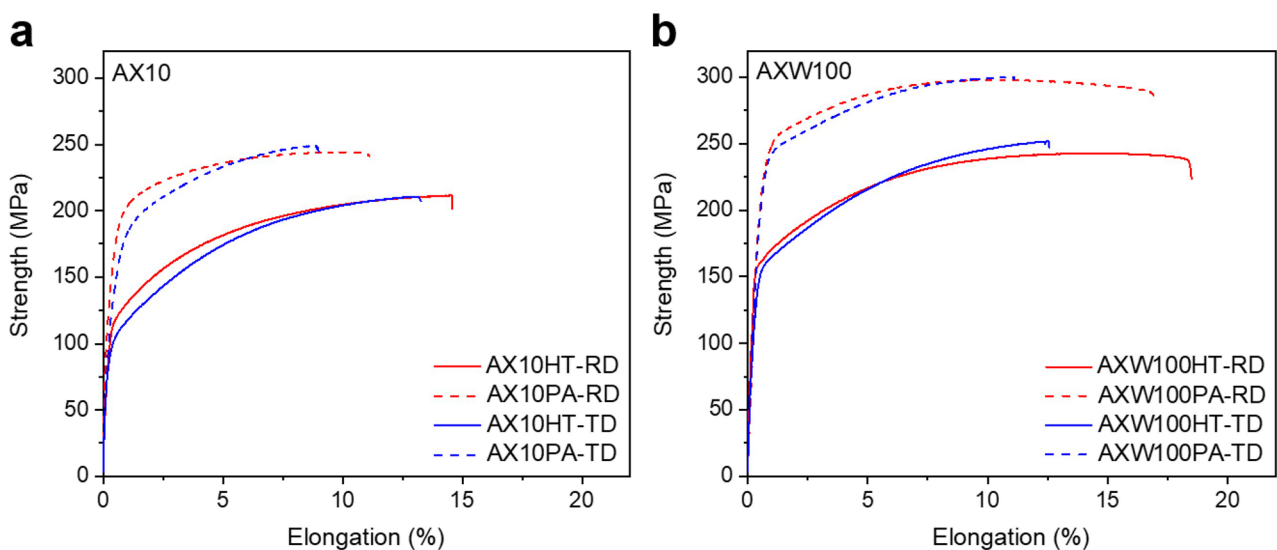 a
AX10
300
250
200
150
100
50
0
Strength (MPa)
0 5 10 15 20
Elongation (%)
AX10HT-RD
AX10PA-RD
AX10HT-TD
AX10PA-TD
b
AXW100
300
250
200
150
100
50
0
Strength (MPa)
0 5 10 15 20
Elongation (%)
AXW100HT-RD
AXW100PA-RD
AXW100HT-TD
AXW100PA-TD